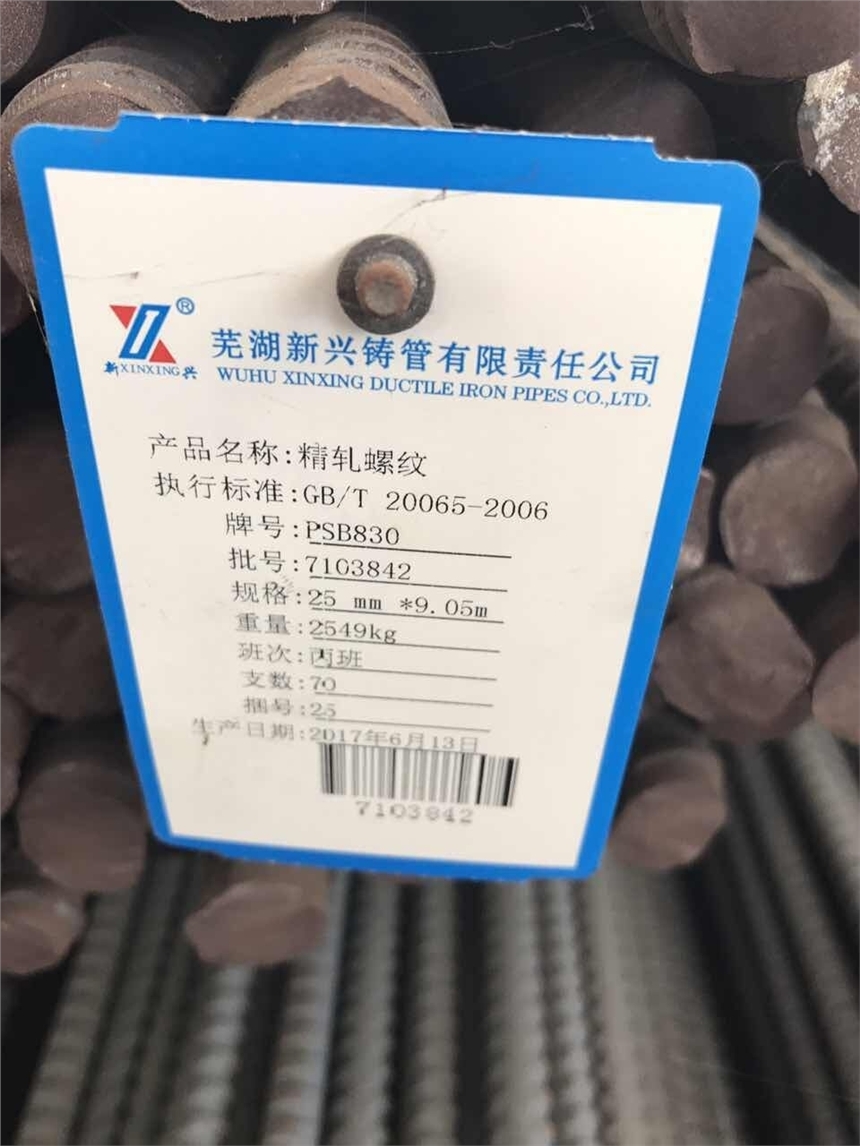 ®
新XINXING兴
芜湖新兴铸管有限责任公司
WUHU XINXING DUCTILE IRON PIPES CO.,LTD.
产品名称:精轧螺纹
执行标准:GB/T 20065-2006
牌号:PSB830
批号:7103842
规格:25 mm *9.05m
重量:2549kg
班次:丙班
支数:70
捆号:25
生产日期:2017年6月13日
7103842